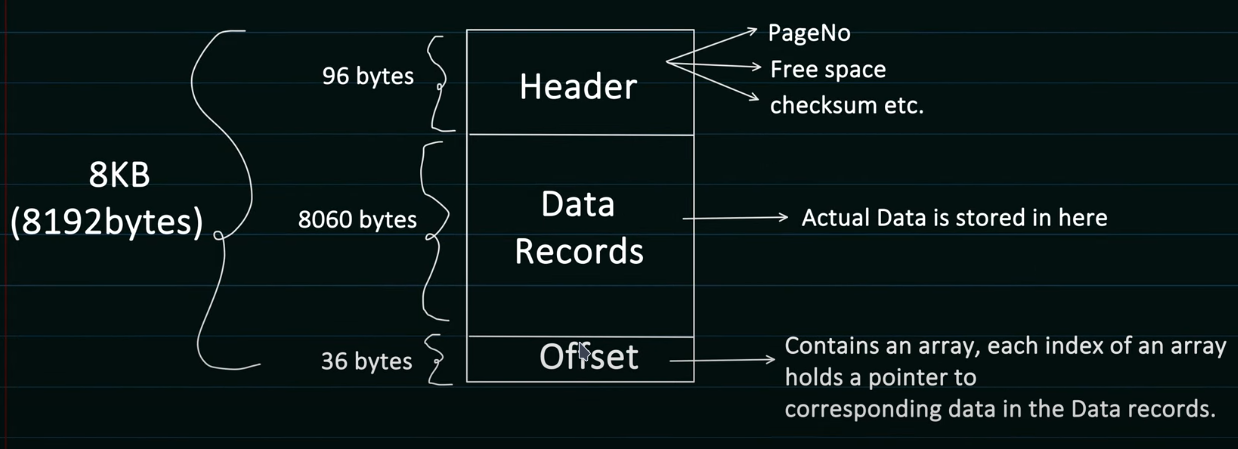 PageNo
Free space
checksum etc.
96 bytes
Header
8KB
(8192bytes)
8060 bytes
Data
Records
Actual Data is stored in here
36 bytes
Offset
Contains an array, each index of an array
holds a pointer to
corresponding data in the Data records.